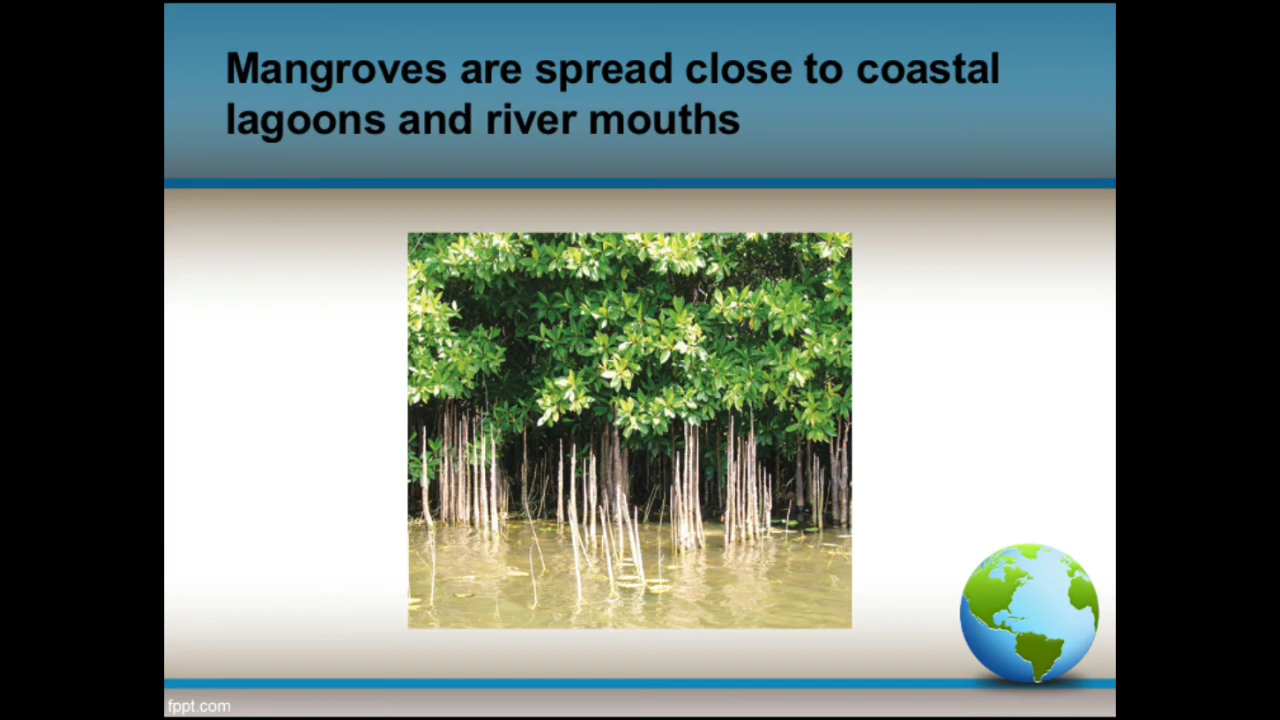 Mangroves are spread close to coastal
lagoons and river mouths
fppt.com